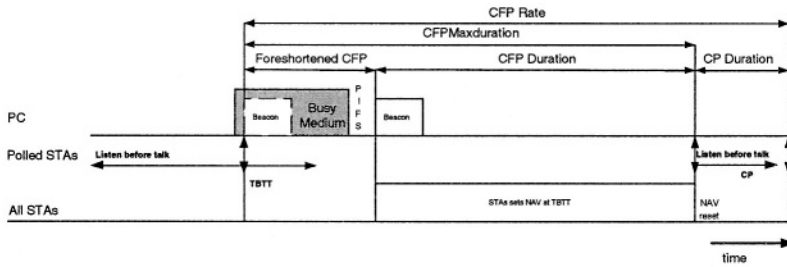 CFP Rate
CFPMaxduration
Foreshortened CFP
CFP Duration
CP Duration
PIFS
PC
Beacon
Busy
Medium
Beacon
Polled STAs
Listen before talk
Listen before talk
TBTT
CP
All STAs
STAs sets NAV at TBTT
NAV
reset
time